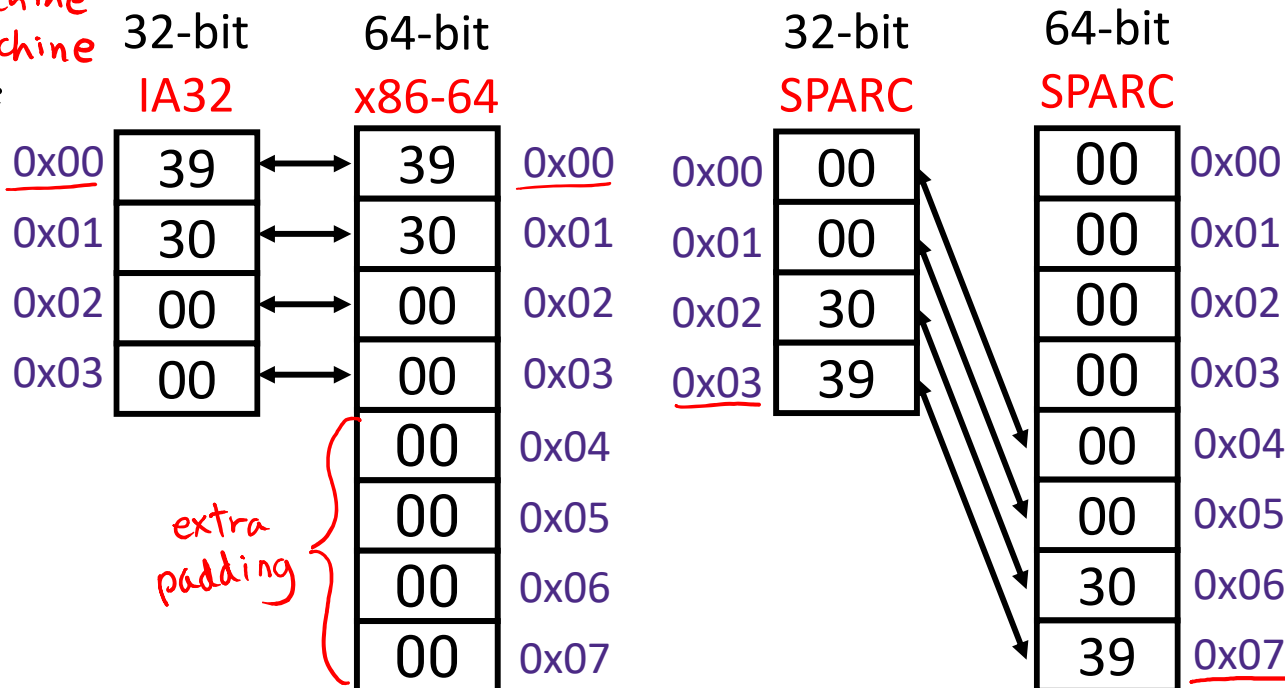 chine
chine
32-bit 64-bit 32-bit 64-bit
IA32 x86-64 SPARC SPARC
0x00 39 39 0x00 0x00 00 00 0x00
0x01 30 30 0x01 0x01 00 00 0x01
0x02 00 00 0x02 0x02 30 00 0x02
0x03 00 00 0x03 0x03 39 00 0x03
00 0x04 00 0x04
extra 00 0x05 00 0x05
padding 00 0x06 30 0x06
00 0x07 39 0x07